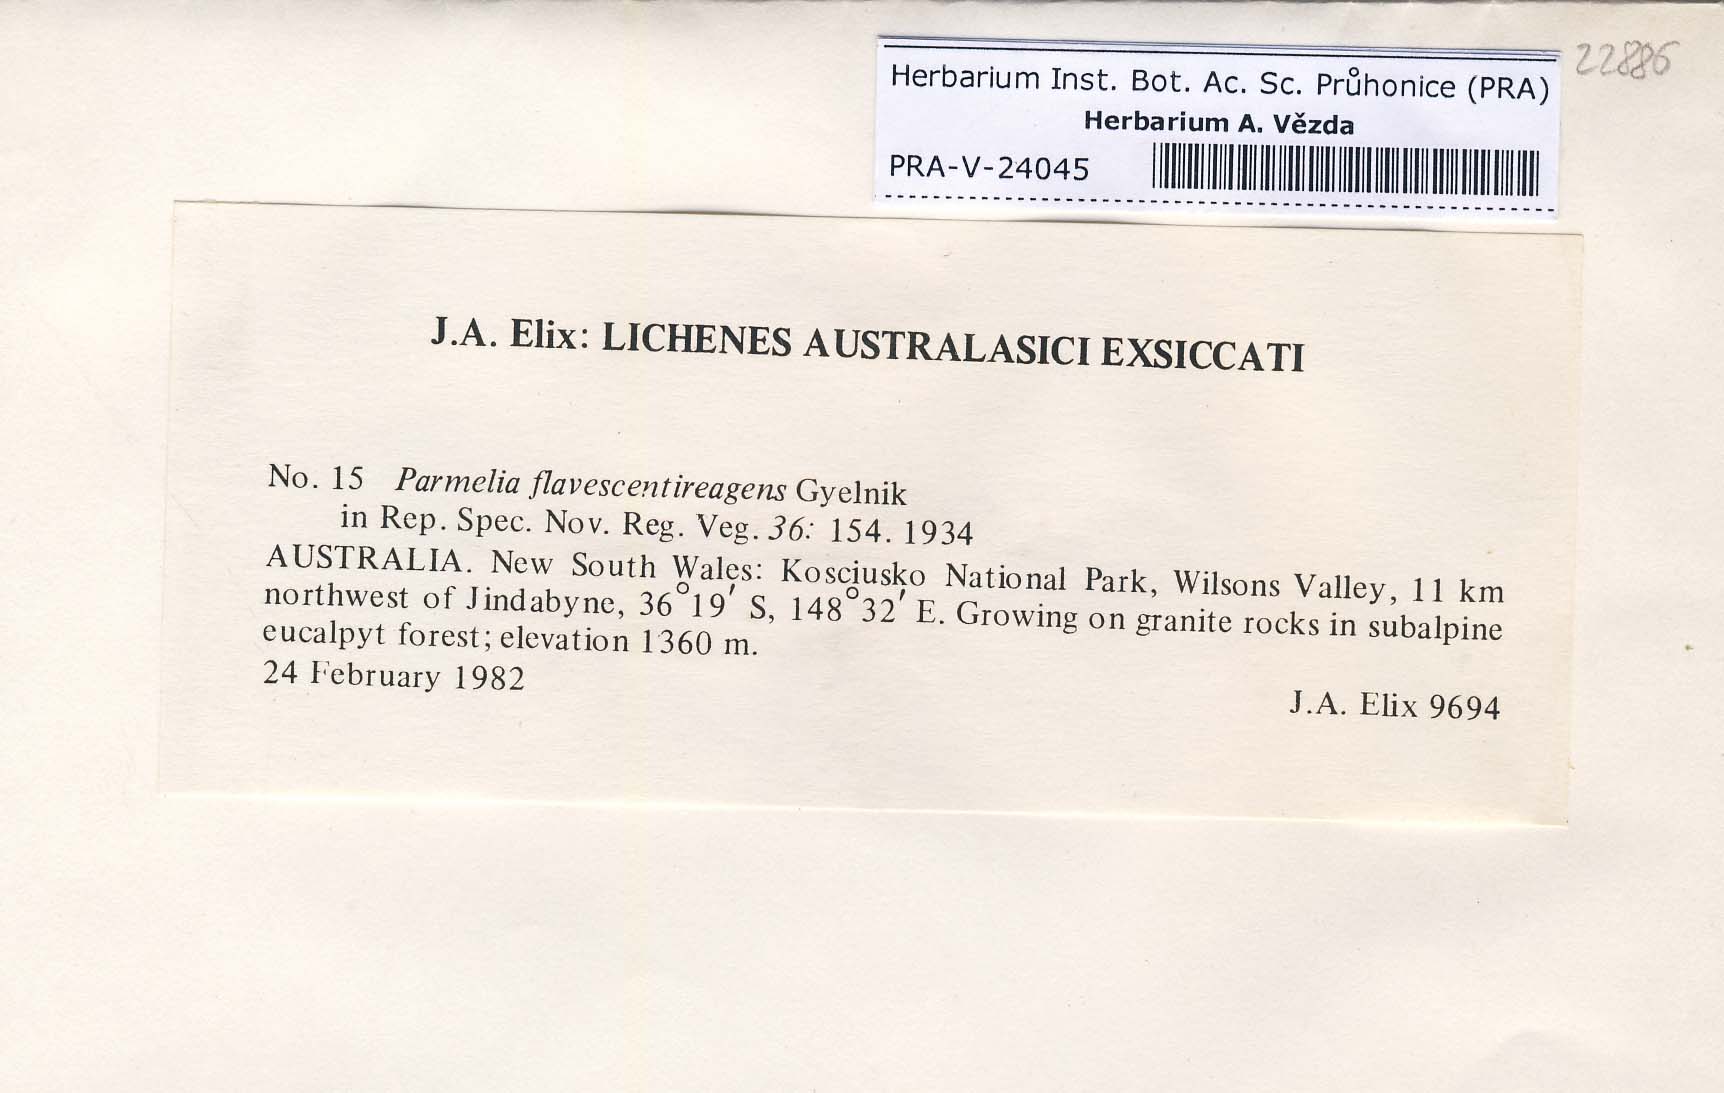 22886
Herbarium Inst. Bot. Ac. Sc. Průhonice (PRA)
Herbarium A. Vězda
PRA-V-24045
J.A. Elix: LICHENES AUSTRALASICI EXSICCATI
No. 15 Parmelia flavescentireagens Gyelnik
in Rep. Spec. Nov. Reg. Veg. 36: 154. 1934
AUSTRALIA. New South Wales: Kosciusko National Park, Wilsons Valley, 11 km
northwest of Jindabyne, 36°19′ S, 148°32′ E. Growing on granite rocks in subalpine
eucalpyt forest; elevation 1360 m.
24 February 1982
J.A. Elix 9694